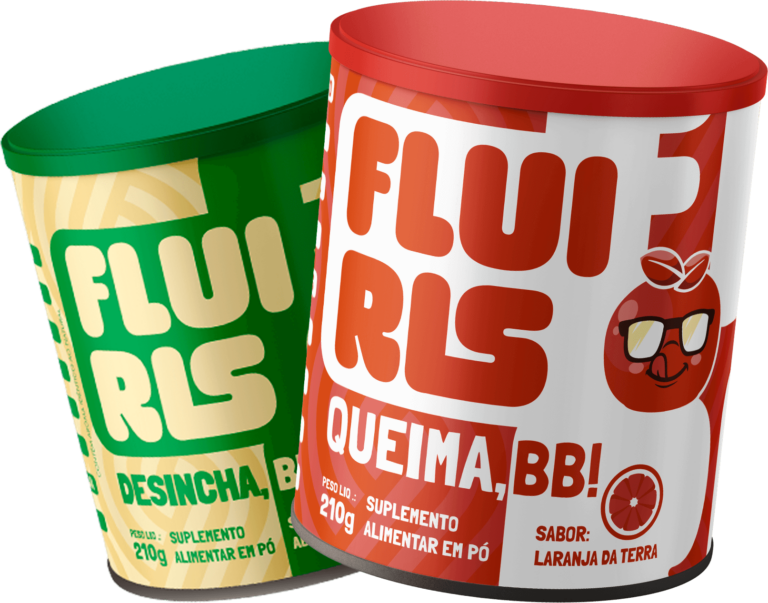 FLUI
RLS
DESINCHA, B
PESO LIQ.:
210g
SUPLEMENTO
ALIMENTAR EM PÓ
FLUI
RLS
QUEIMA, BB!
PESO LIQ.:
210g
SUPLEMENTO
ALIMENTAR EM PÓ
SABOR:
LARANJA DA TERRA